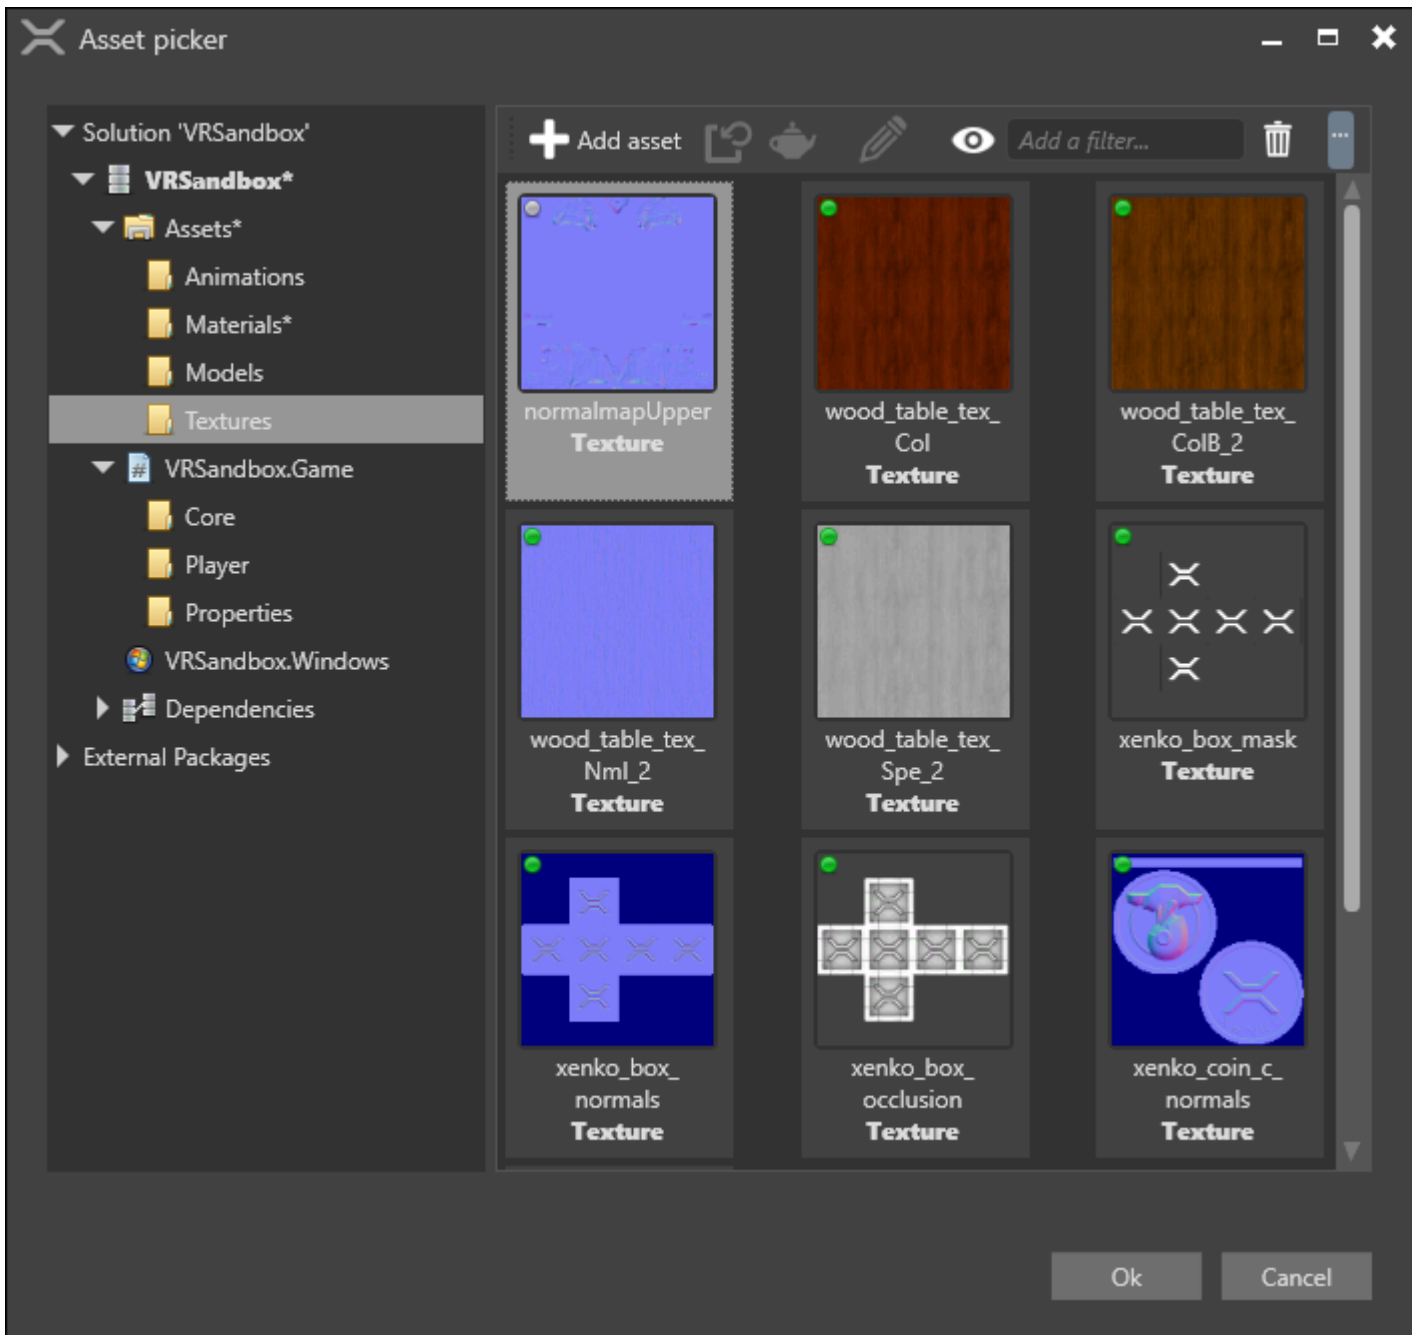 Asset picker
Solution 'VRSandbox'
VRSandbox*
Assets*
Animations
Materials*
Models
Textures
VRSandbox.Game
Core
Player
Properties
VRSandbox.Windows
Dependencies
External Packages
Add asset
Add a filter...
normalmapUpper
Texture
wood_table_tex_
Col
Texture
wood_table_tex_
ColB_2
Texture
wood_table_tex_
Nml_2
Texture
wood_table_tex_
Spe_2
Texture
xenko_box_mask
Texture
xenko_box_
normals
Texture
xenko_box_
occlusion
Texture
xenko_coin_c_
normals
Texture
Ok
Cancel